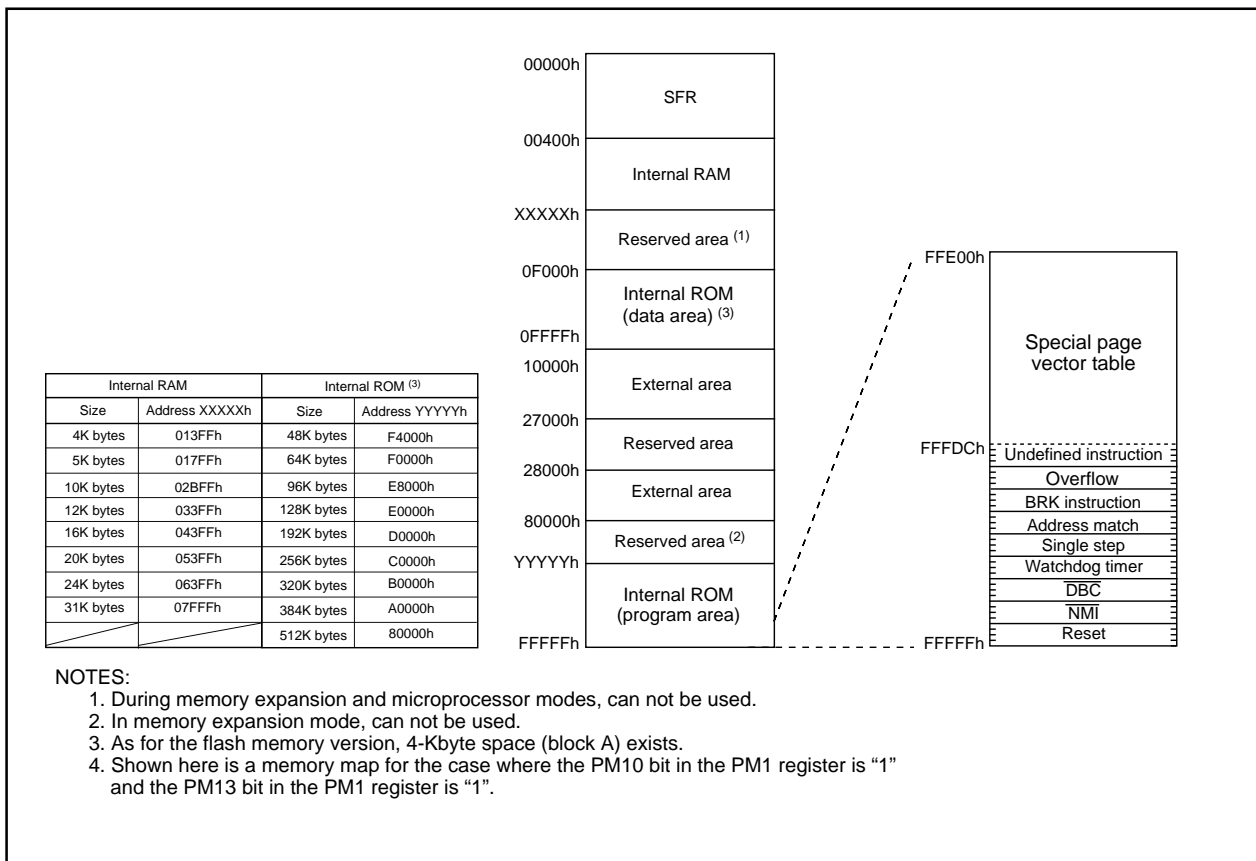 00000h
SFR
00400h
Internal RAM
XXXXXh
Reserved area (1)
0F000h
Internal ROM
(data area) (3)
0FFFFh
10000h
External area
27000h
Reserved area
28000h
External area
80000h
Reserved area (2)
YYYYYh
Internal ROM
(program area)
FFFFFh
FFE00h
Special page
vector table
FFFDCh
Undefined instruction
Overflow
BRK instruction
Address match
Single step
Watchdog timer
DBC
NMI
Reset
FFFFFh
Internal RAM Internal ROM (3)
Size Address XXXXXh Size Address YYYYYh
4K bytes 013FFh 48K bytes F4000h
5K bytes 017FFh 64K bytes F0000h
10K bytes 02BFFh 96K bytes E8000h
12K bytes 033FFh 128K bytes E0000h
16K bytes 043FFh 192K bytes D0000h
20K bytes 053FFh 256K bytes C0000h
24K bytes 063FFh 320K bytes B0000h
31K bytes 07FFFh 384K bytes A0000h
512K bytes 80000h
NOTES:
1. During memory expansion and microprocessor modes, can not be used.
2. In memory expansion mode, can not be used.
3. As for the flash memory version, 4-Kbyte space (block A) exists.
4. Shown here is a memory map for the case where the PM10 bit in the PM1 register is “1”
and the PM13 bit in the PM1 register is “1”.